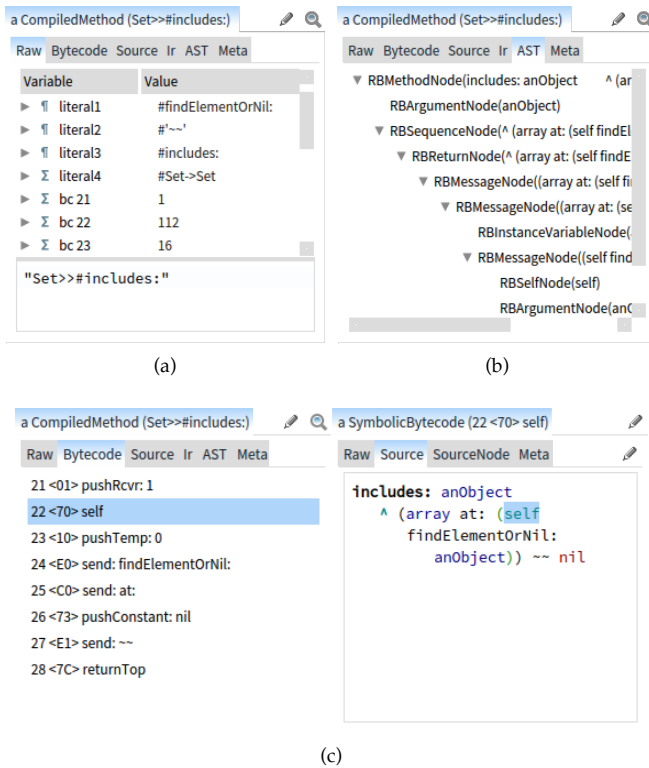 a CompiledMethod (Set>>#includes:)
Raw Bytecode Source Ir AST Meta
Variable Value
literal1 #findElementOrNil:
literal2 #'~~'
literal3 #includes:
literal4 #Set->Set
bc 21 1
bc 22 112
bc 23 16
"Set>>#includes:"
(a)
a CompiledMethod (Set>>#includes:)
Raw Bytecode Source Ir AST Meta
RBMethodNode(includes: anObject ^ (ar
RBArgumentNode(anObject)
RBSequenceNode(^ (array at: (self findEl
RBReturnNode(^ (array at: (self findE
RBMessageNode((array at: (self fi
RBMessageNode((array at: (se
RBInstanceVariableNode(
RBMessageNode((self find
RBSelfNode(self)
RBArgumentNode(anO
(b)
a CompiledMethod (Set>>#includes:)
Raw Bytecode Source Ir AST Meta
21 <01> pushRcvr: 1
22 <70> self
23 <10> pushTemp: 0
24 <E0> send: findElementOrNil:
25 <C0> send: at:
26 <73> pushConstant: nil
27 <E1> send: ~~
28 <7C> returnTop
a SymbolicBytecode (22 <70> self)
Raw Source SourceNode Meta
includes: anObject
^ (array at: (self
findElementOrNil:
anObject)) ~~ nil
(c)